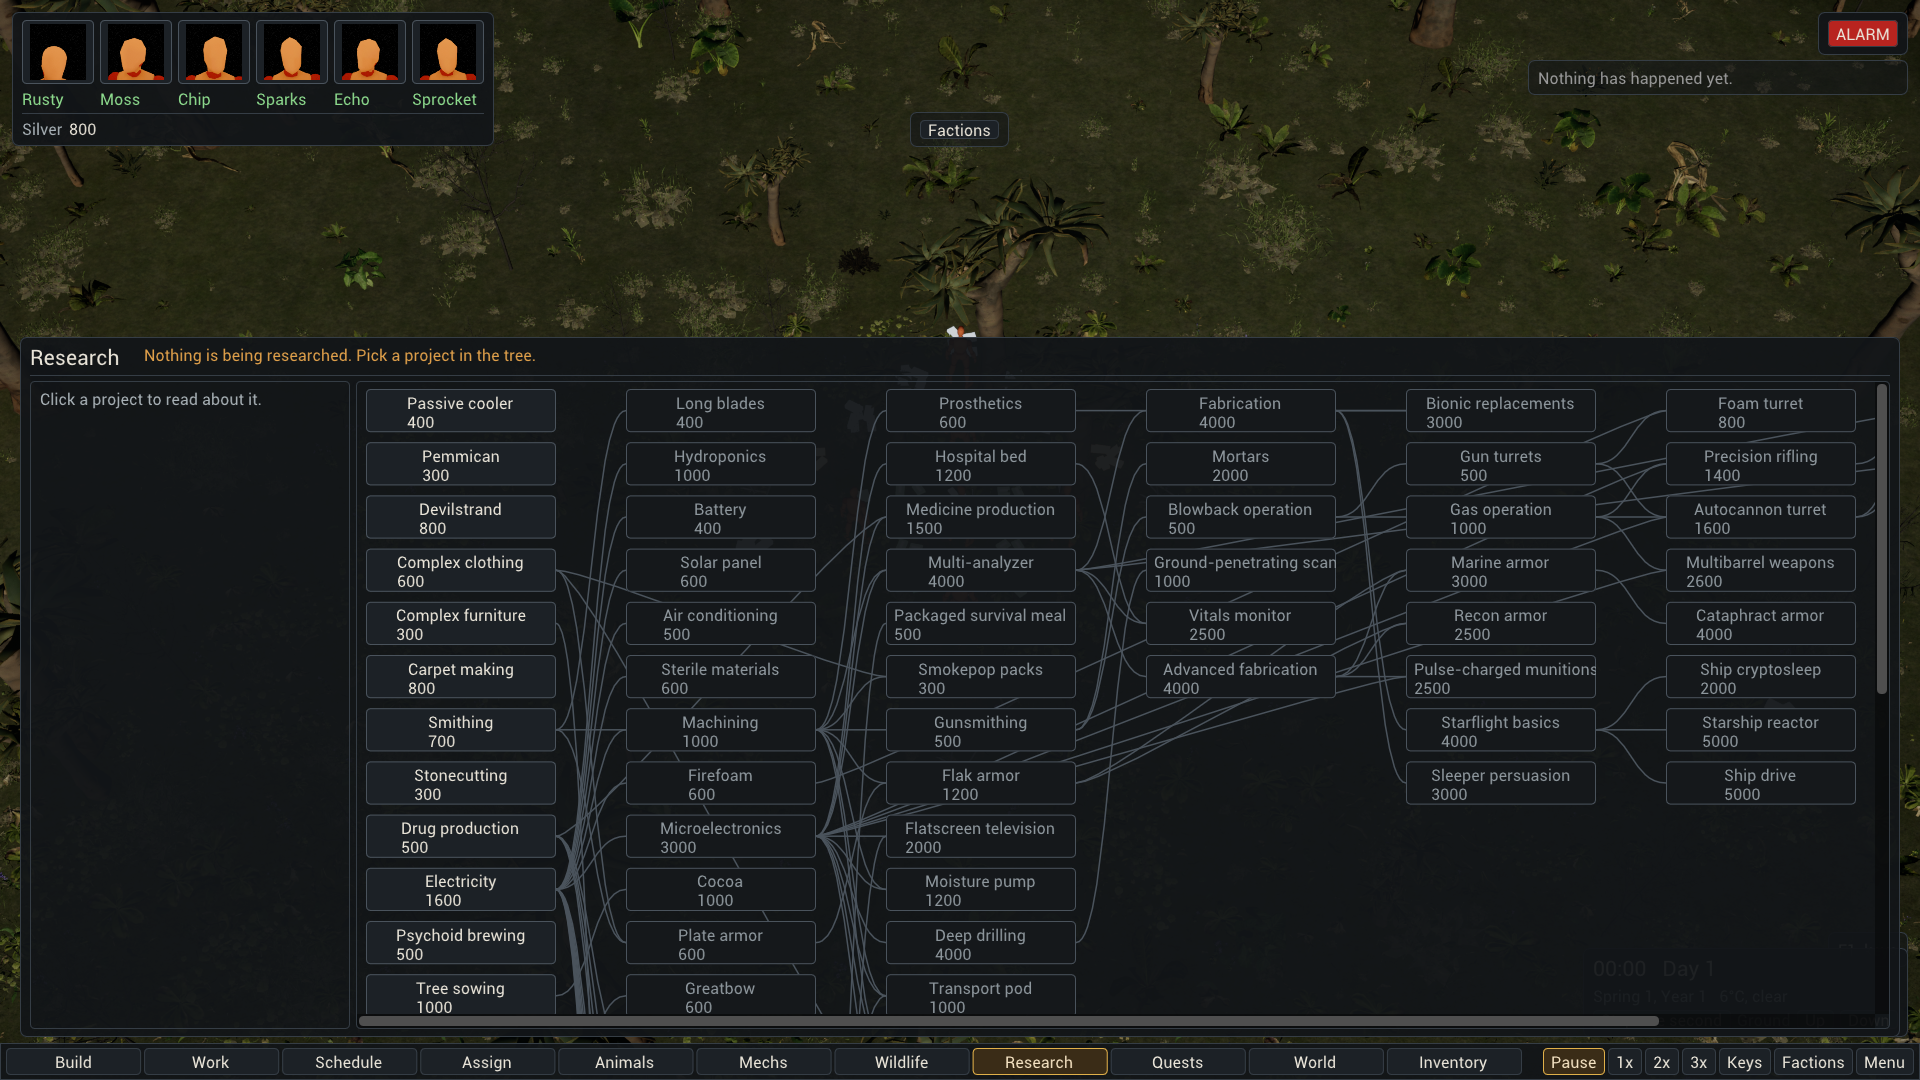 Rusty Moss Chip Sparks Echo Sprocket
Silver 800
ALARM
Nothing has happened yet.
Factions
Research Nothing is being researched. Pick a project in the tree.
Click a project to read about it.
Passive cooler
400
Long blades
400
Prosthetics
600
Fabrication
4000
Bionic replacements
3000
Foam turret
800
Pemmican
300
Hydroponics
1000
Hospital bed
1200
Mortars
2000
Gun turrets
500
Precision rifling
1400
Devilstrand
800
Battery
400
Medicine production
1500
Blowback operation
500
Gas operation
1000
Autocannon turret
1600
Complex clothing
600
Solar panel
600
Multi-analyzer
4000
Ground-penetrating scan
1000
Marine armor
3000
Multibarrel weapons
2600
Complex furniture
300
Air conditioning
500
Packaged survival meal
500
Vitals monitor
2500
Recon armor
2500
Cataphract armor
4000
Carpet making
800
Sterile materials
600
Smokepop packs
300
Advanced fabrication
4000
Pulse-charged munitions
2500
Ship cryptosleep
2000
Smithing
700
Machining
1000
Gunsmithing
500
Starflight basics
4000
Starship reactor
5000
Stonecutting
300
Firefoam
600
Flak armor
1200
Sleeper persuasion
3000
Ship drive
5000
Drug production
500
Microelectronics
3000
Flatscreen television
2000
Electricity
1600
Cocoa
1000
Moisture pump
1200
Psychoid brewing
500
Plate armor
600
Deep drilling
4000
Tree sowing
1000
Greatbow
600
Transport pod
1000
00:00 Day 1
Spring 1, Year 1 6°C, clear
Build Work Schedule Assign Animals Mechs Wildlife Research Quests World Inventory Pause 1x 2x 3x Keys Factions Menu